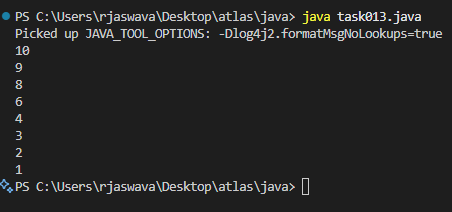 PS C:\Users\rjaswava\Desktop\atlas\java> java task013.java
Picked up JAVA_TOOL_OPTIONS: -Dlog4j2.formatMsgNoLookups=true
10
9
8
6
4
3
2
1
PS C:\Users\rjaswava\Desktop\atlas\java>